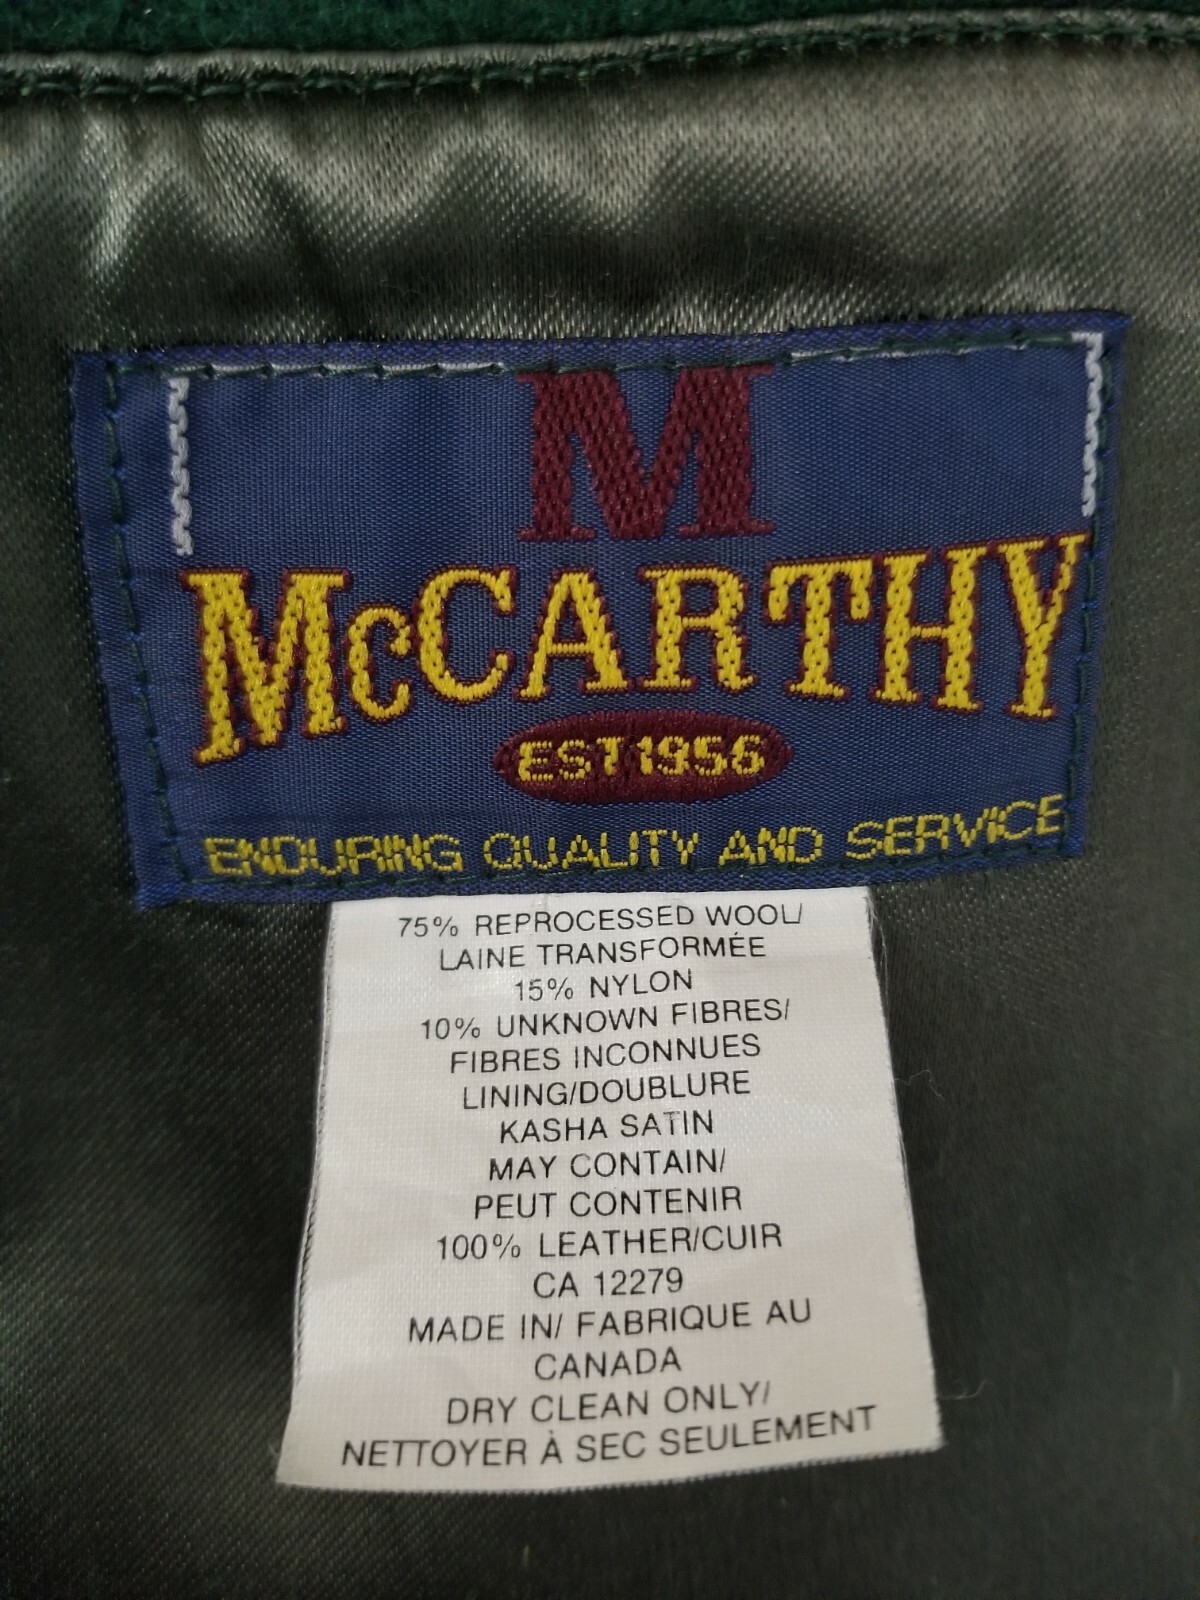 M
McCARTHY
EST 1956
ENDURING QUALITY AND SERVICE
75% REPROCESSED WOOL/
LAINE TRANSFORMÉE
15% NYLON
10% UNKNOWN FIBRES/
FIBRES INCONNUES
LINING/DOUBLURE
KASHA SATIN
MAY CONTAIN/
PEUT CONTENIR
100% LEATHER/CUIR
CA 12279
MADE IN/ FABRIQUE AU
CANADA
DRY CLEAN ONLY/
NETTOYER À SEC SEULEMENT